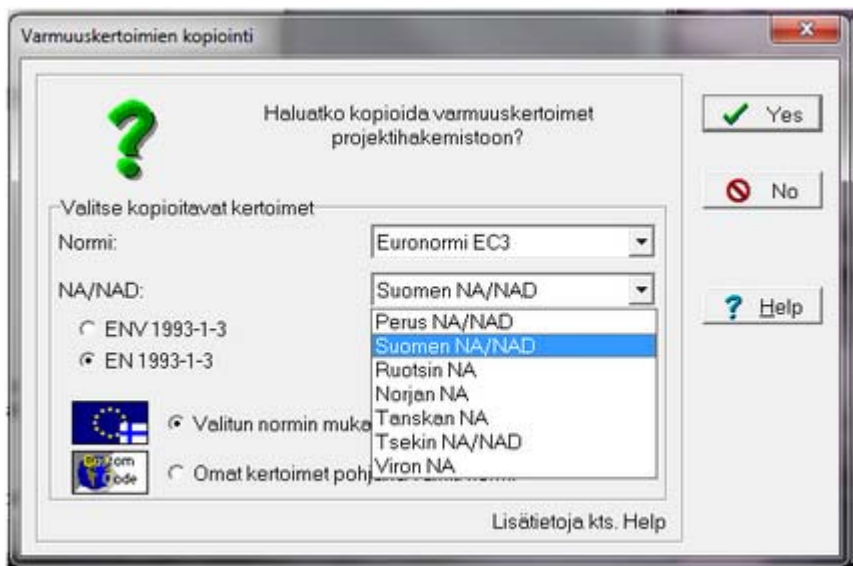 Varmuuskertoimien kopiointi
Haluatko kopioida varmuuskertoimet
projektihakemistoon?
Yes
No
Help
Valitse kopioitavat kertoimet
Normi:
Euronormi EC3
NA/NAD:
Suomen NA/NAD
Perus NA/NAD
Suomen NA/NAD
Ruotsin NA
Norjan NA
Tanskan NA
Tsekin NA/NAD
Viron NA
ENV 1993-1-3
EN 1993-1-3
Valitun normin muka
Omat kertoimet
Lisätietoja kts. Help